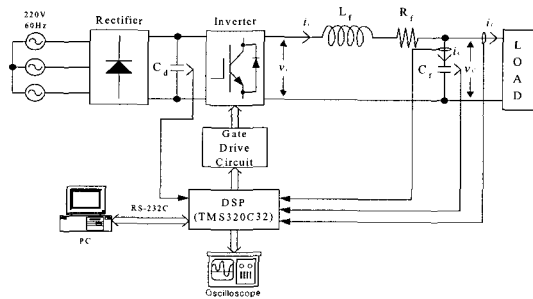 220V
60Hz
Rectifier
Inverter
L f
R f
i c
C d
C f
L
O
A
D
Gate
Drive
Circuit
RS-232C
DSP
(TMS320C32)
PC
Oscilloscope